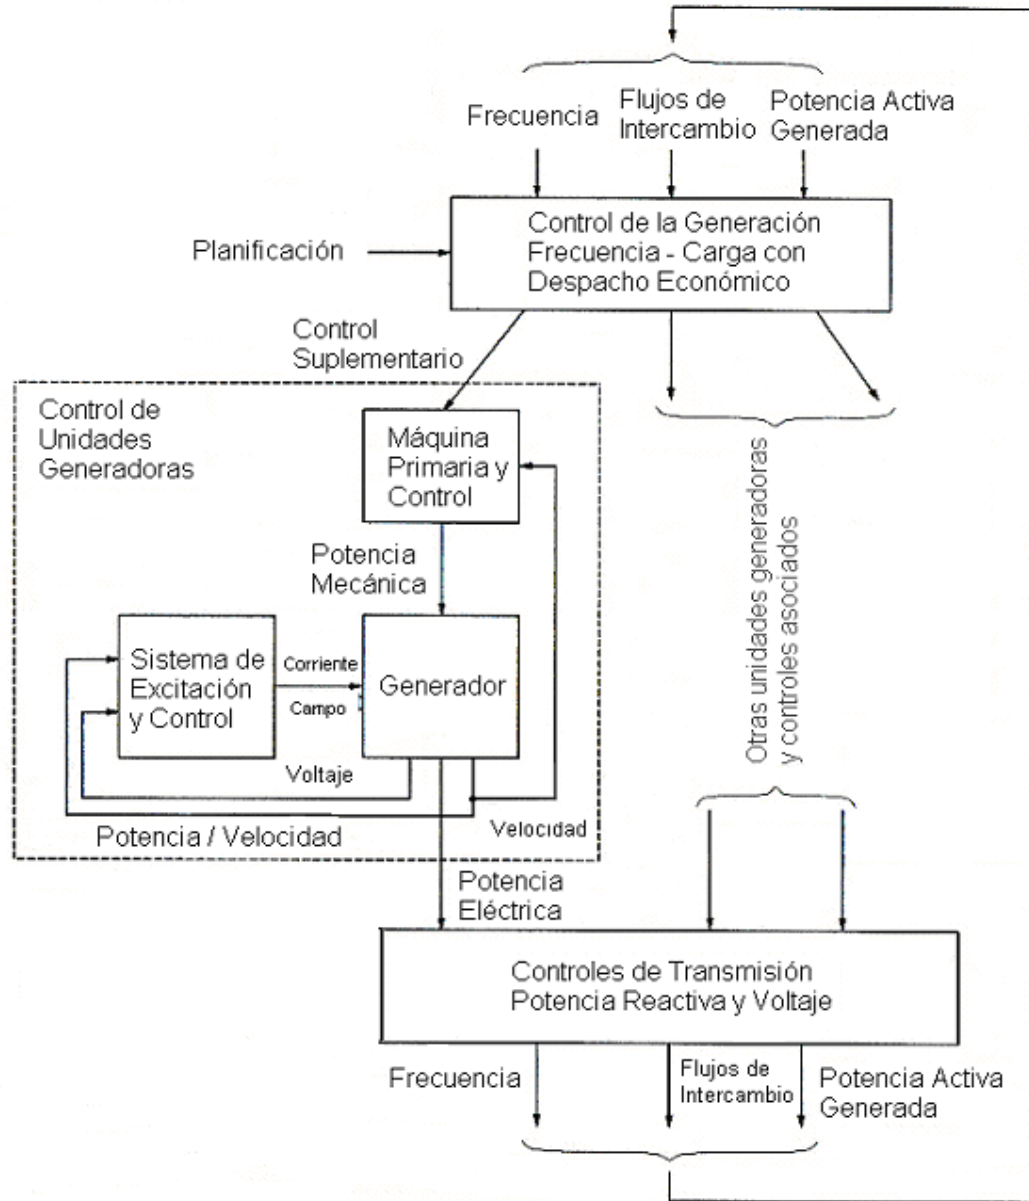 Frecuencia
Flujos de
Intercambio
Potencia Activa
Generada
Planificación
Control de la Generación
Frecuencia - Carga con
Despacho Económico
Control
Suplementario
Control de
Unidades
Generadoras
Máquina
Primaria y
Control
Potencia
Mecánica
Otras unidades generadoras
y controles asociados
Sistema de
Excitación
y Control
Corriente
Campo
Generador
Voltaje
Potencia / Velocidad
Velocidad
Potencia
Eléctrica
Controles de Transmisión
Potencia Reactiva y Voltaje
Frecuencia
Flujos de
Intercambio
Potencia Activa
Generada